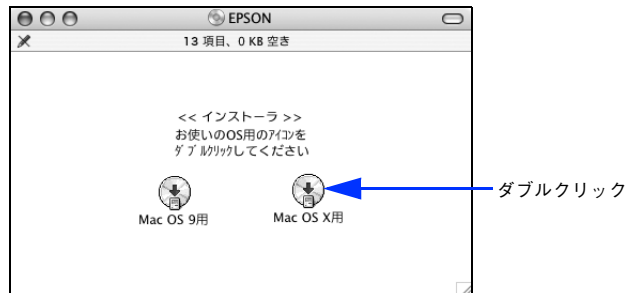 EPSON
13 項目、0 KB 空き
<< インストーラ >>
お使いのOS用のｱｲｺﾝを
ﾀﾞﾌﾞﾙｸﾘｯｸしてください
Mac OS 9用
Mac OS X用
ダブルクリック